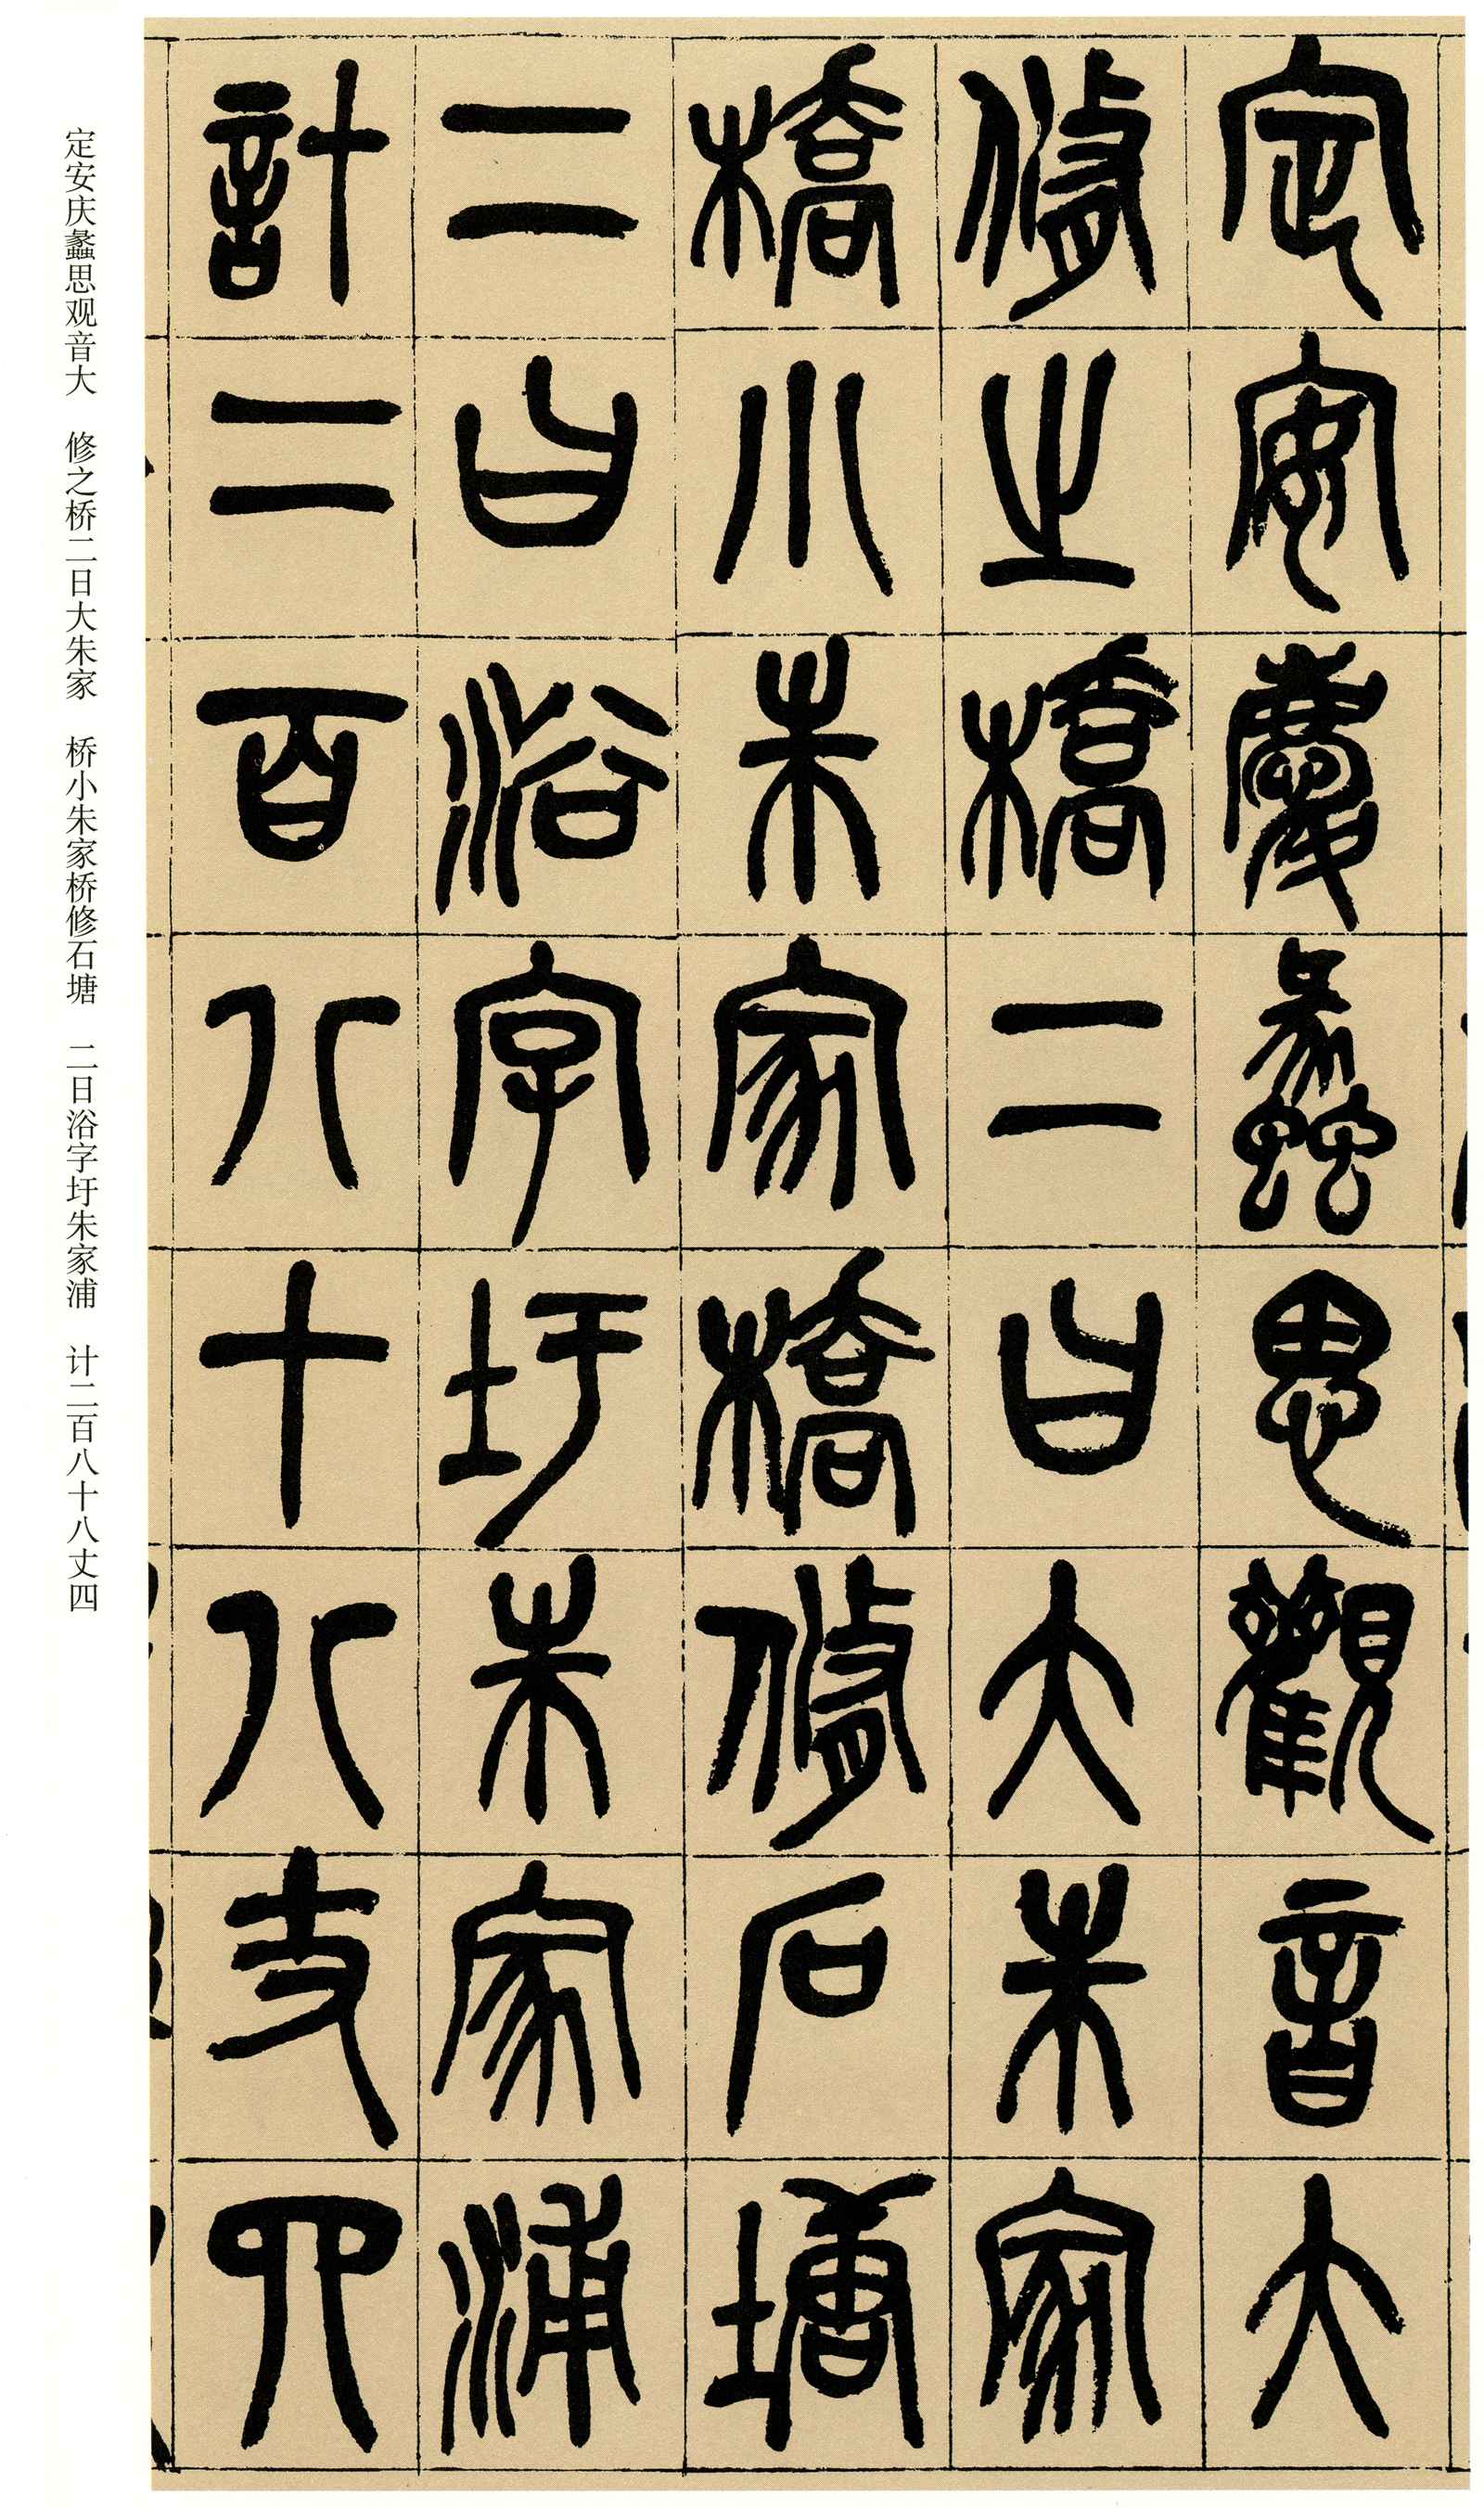 定安慶蠡思觀音大
脩之橋二曰大朱家
橋小朱家橋脩石塘
二曰浴字圩朱家浦
計二百八十八丈四
定安庆蠡思观音大　修之桥二日大朱家　桥小朱家桥修石塘　二日浴字圩朱家浦　计二百八十八丈四